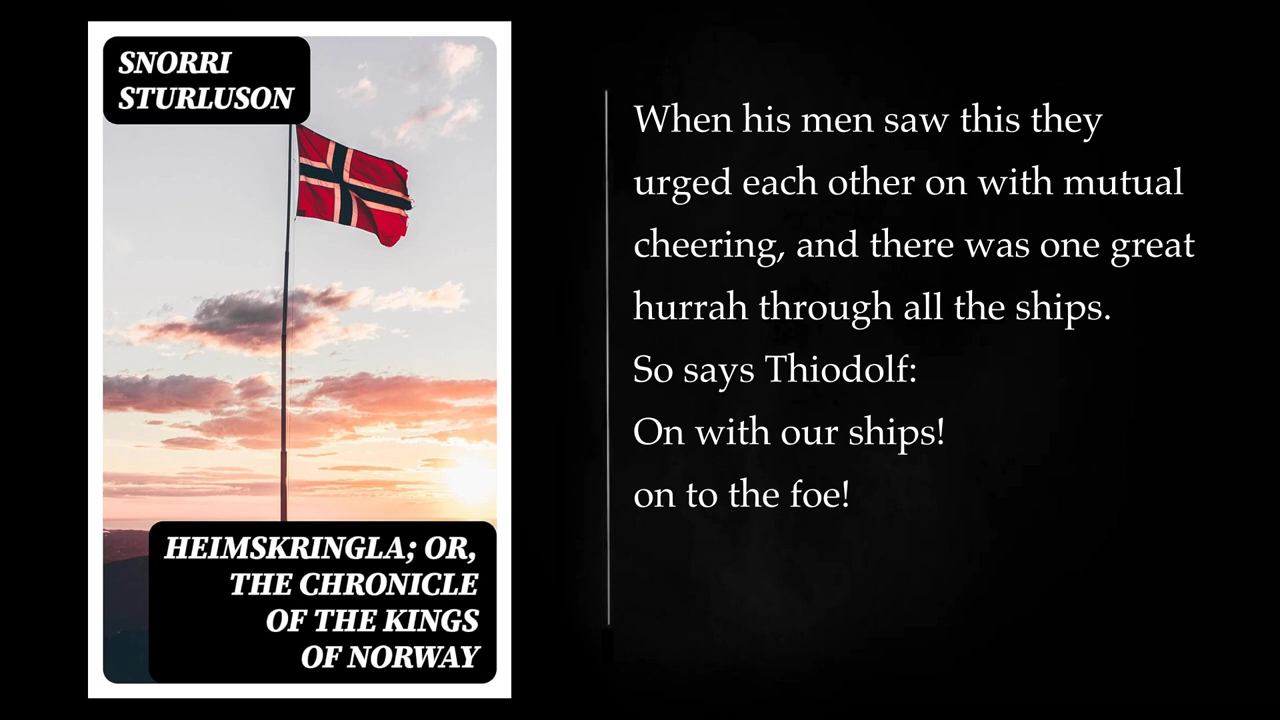 SNORRI
STURLUSON
HEIMSKRINGLA; OR,
THE CHRONICLE
OF THE KINGS
OF NORWAY
When his men saw this they
urged each other on with mutual
cheering, and there was one great
hurrah through all the ships.
So says Thiodolf:
On with our ships!
on to the foe!